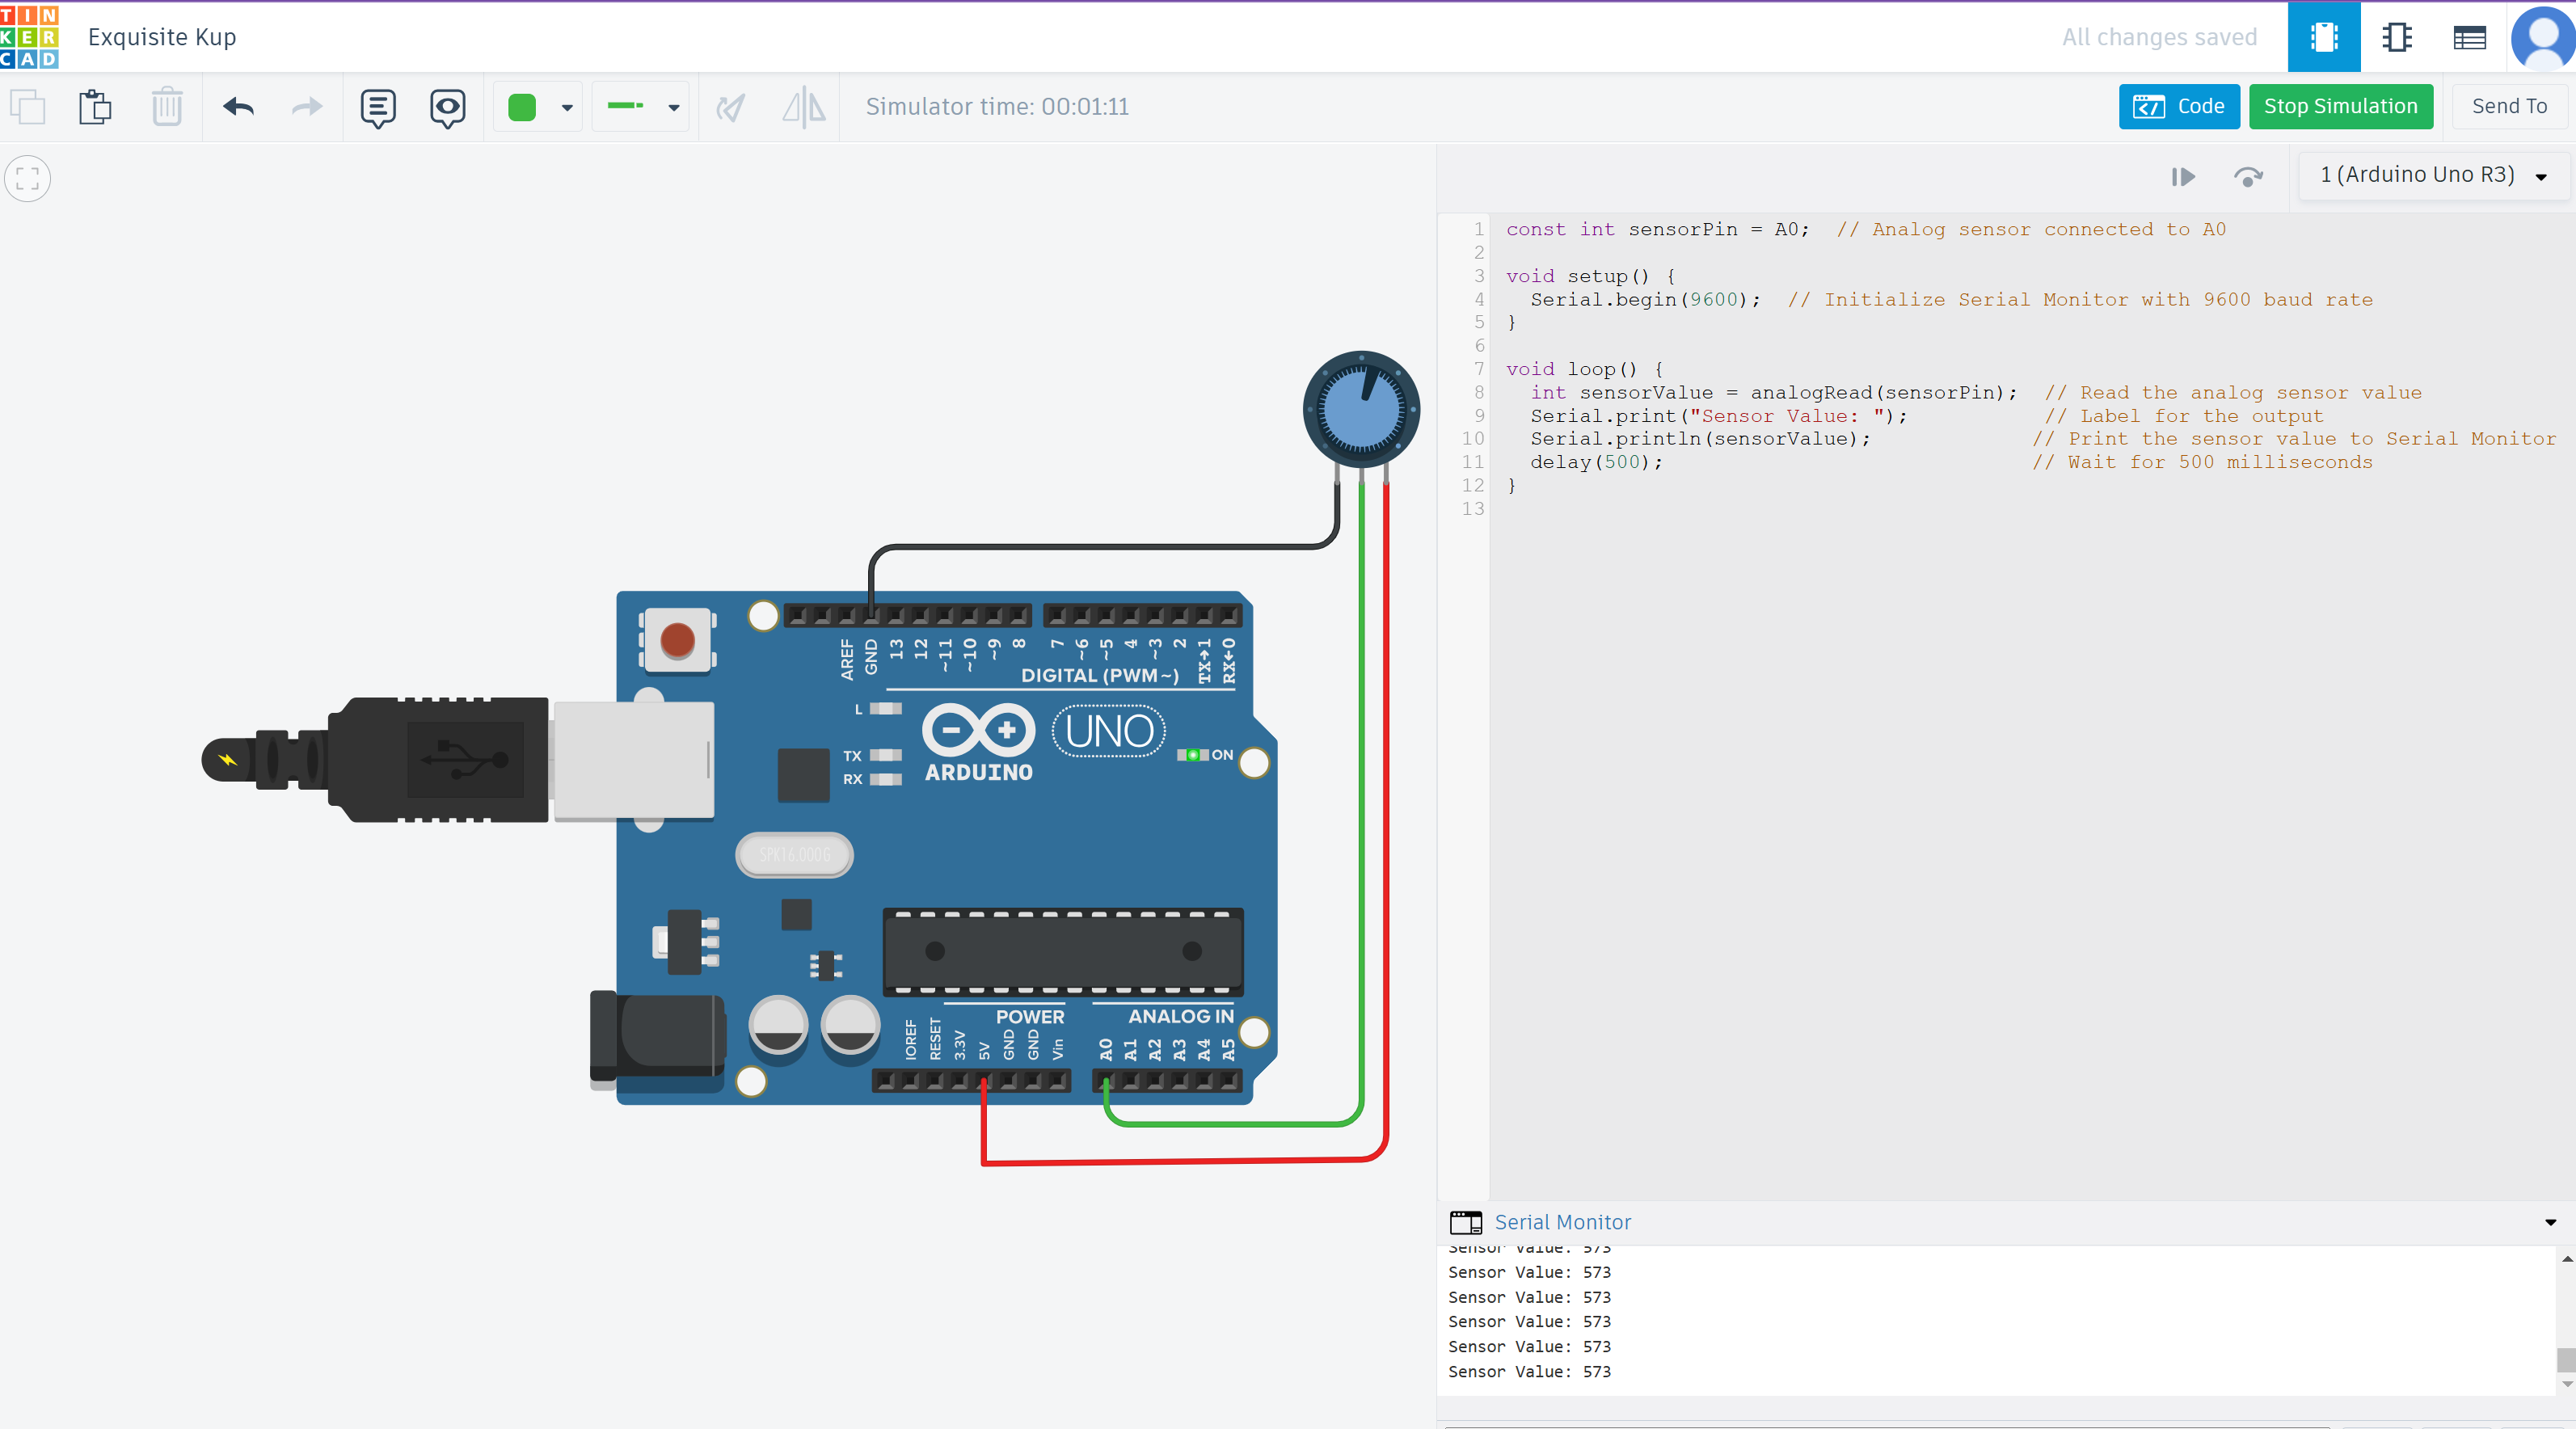 TIN
KER
CAD
Exquisite Kup
All changes saved
Simulator time: 00:01:11
Code
Stop Simulation
Send To
1 (Arduino Uno R3)
1 const int sensorPin = A0;  // Analog sensor connected to A0
2
3 void setup() {
4   Serial.begin(9600);  // Initialize Serial Monitor with 9600 baud rate
5 }
6
7 void loop() {
8   int sensorValue = analogRead(sensorPin);  // Read the analog sensor value
9   Serial.print("Sensor Value: ");           // Label for the output
10   Serial.println(sensorValue);             // Print the sensor value to Serial Monitor
11   delay(500);                              // Wait for 500 milliseconds
12 }
13
AREF GND 13 12 ~11 ~10 ~9 8 7 ~6 ~5 4 ~3 2 TX→1 RX←0
DIGITAL (PWM ~)
L
TX
RX
UNO
ARDUINO
ON
SPK16.000G
POWER
ANALOG IN
IOREF RESET 3.3V 5V GND GND Vin A0 A1 A2 A3 A4 A5
Serial Monitor
Sensor Value: 573
Sensor Value: 573
Sensor Value: 573
Sensor Value: 573
Sensor Value: 573
Sensor Value: 573